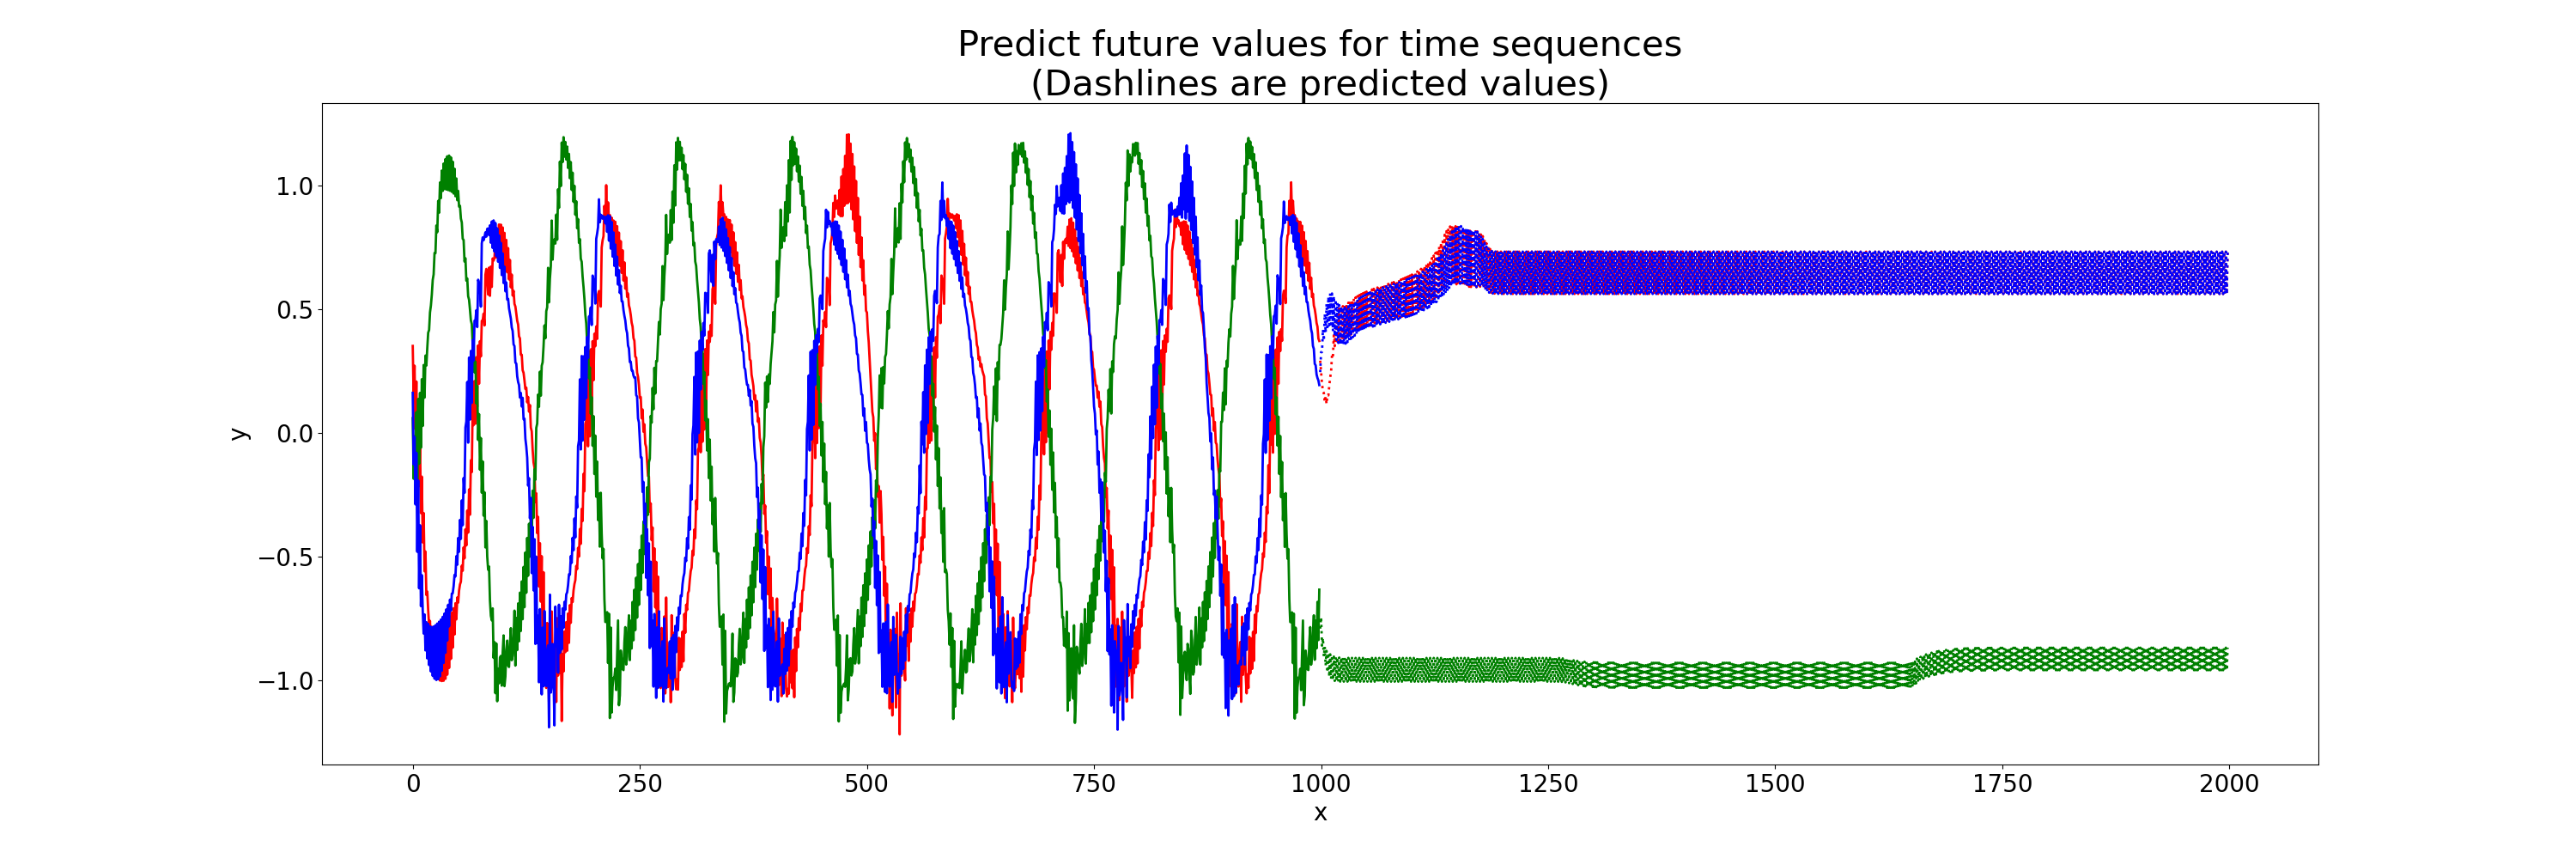 Predict future values for time sequences
(Dashlines are predicted values)
1.0
0.5
y
0.0
−0.5
−1.0
0 250 500 750 1000 1250 1500 1750 2000
x